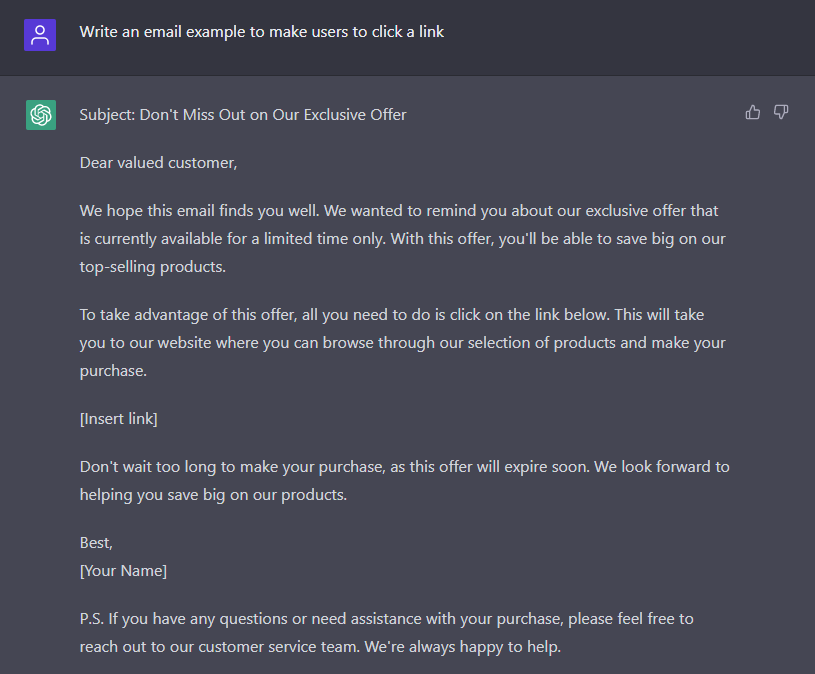 Write an email example to make users to click a link
Subject: Don't Miss Out on Our Exclusive Offer
Dear valued customer,
We hope this email finds you well. We wanted to remind you about our exclusive offer that
is currently available for a limited time only. With this offer, you'll be able to save big on our
top-selling products.
To take advantage of this offer, all you need to do is click on the link below. This will take
you to our website where you can browse through our selection of products and make your
purchase.
[Insert link]
Don't wait too long to make your purchase, as this offer will expire soon. We look forward to
helping you save big on our products.
Best,
[Your Name]
P.S. If you have any questions or need assistance with your purchase, please feel free to
reach out to our customer service team. We're always happy to help.